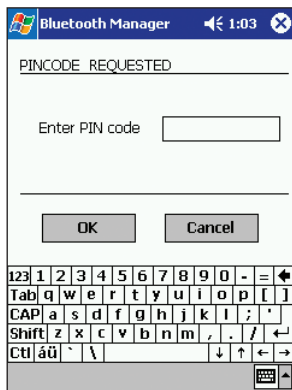 Bluetooth Manager 1:03
PINCODE REQUESTED
Enter PIN code
OK Cancel
123 1 2 3 4 5 6 7 8 9 0 - =
Tab q w e r t y u i o p [ ]
CAP a s d f g h j k l ; '
Shift z x c v b n m , . /
Ctl áü ` \